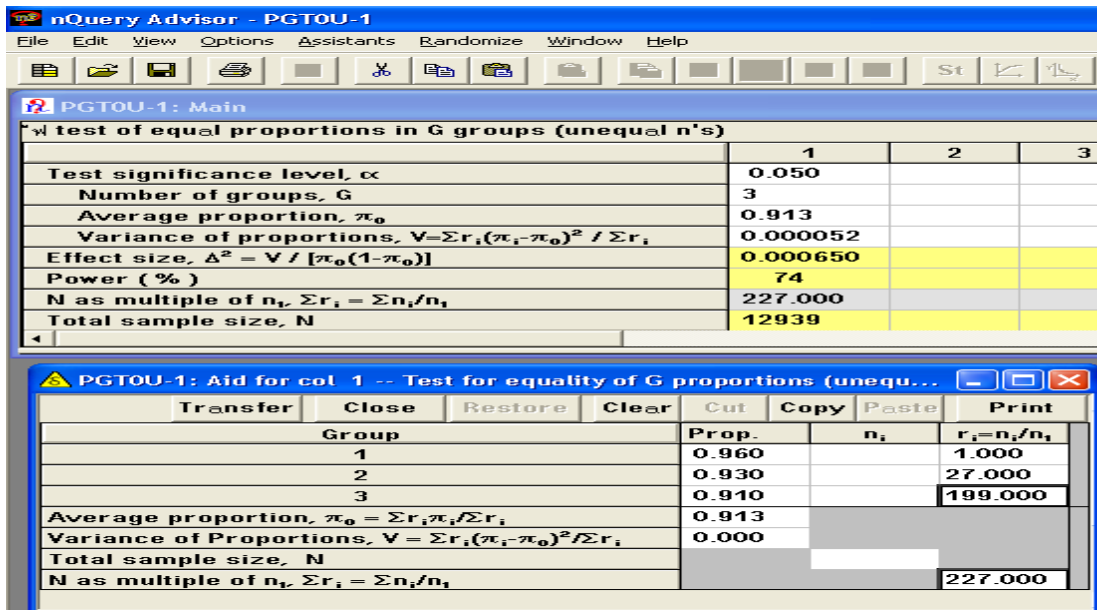 nQuery Advisor - PGT0U-1
File Edit View Options Assistants Randomize Window Help
St
PGT0U-1: Main
test of equal proportions in G groups (unequal n's)
1 2 3
Test significance level, α 0.050
Number of groups, G 3
Average proportion, π₀ 0.913
Variance of proportions, V=Σrᵢ(πᵢ-π₀)² / Σrᵢ 0.000052
Effect size, Δ² = V / [π₀(1-π₀)] 0.000650
Power ( % ) 74
N as multiple of n₁, Σrᵢ = Σnᵢ/n₁ 227.000
Total sample size, N 12939
PGT0U-1: Aid for col 1 -- Test for equality of G proportions (unequ...
Transfer Close Restore Clear Cut Copy Paste Print
Group Prop. nᵢ rᵢ=nᵢ/n₁
1 0.960 1.000
2 0.930 27.000
3 0.910 199.000
Average proportion, π₀ = Σrᵢπᵢ/Σrᵢ 0.913
Variance of Proportions, V = Σrᵢ(πᵢ-π₀)²/Σrᵢ 0.000
Total sample size, N
N as multiple of n₁, Σrᵢ = Σnᵢ/n₁ 227.000